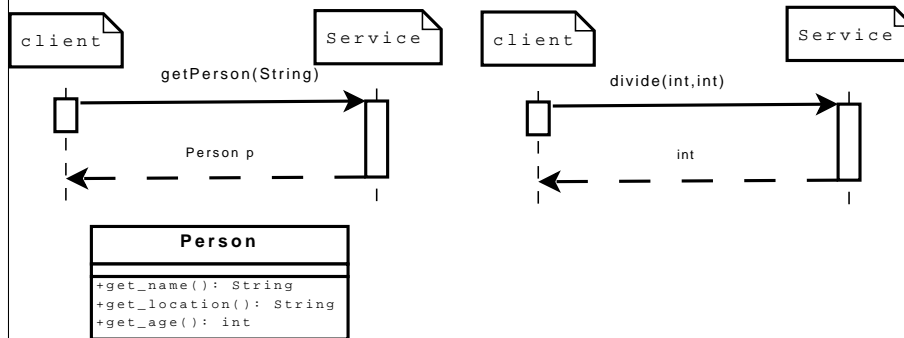 client
Service
getPerson(String)
Person p
client
Service
divide(int,int)
int
Person
+get_name(): String
+get_location(): String
+get_age(): int